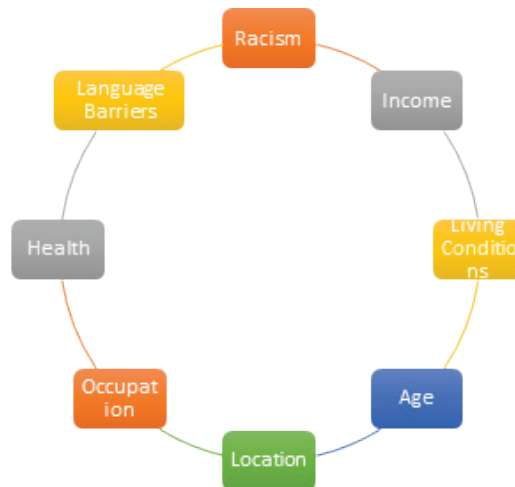 Racism
Income
Living
Conditio
ns
Age
Location
Occupat
ion
Health
Language
Barriers